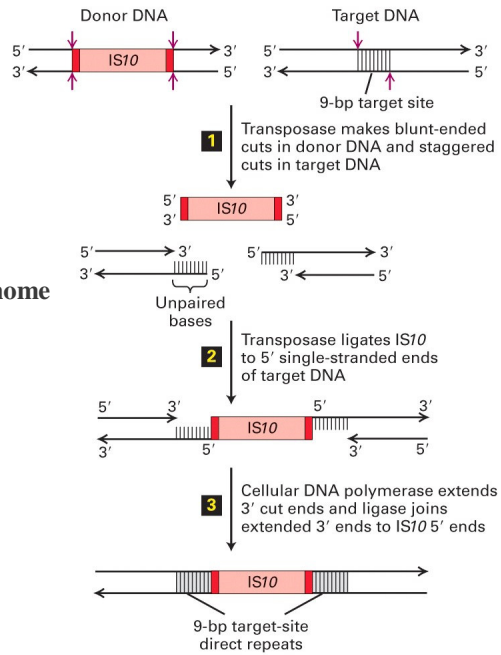 Donor DNA
Target DNA
5′ IS10 3′
3′ 5′
5′ 3′
3′ 5′
9-bp target site
1 Transposase makes blunt-ended
cuts in donor DNA and staggered
cuts in target DNA
5′ IS10 3′
3′ 5′
5′ 3′
3′ 5′
5′ 3′
3′ 5′
nome
Unpaired
bases
2 Transposase ligates IS10
to 5′ single-stranded ends
of target DNA
5′ 3′ 5′ 3′
IS10
3′ 5′ 3′ 5′
3 Cellular DNA polymerase extends
3′ cut ends and ligase joins
extended 3′ ends to IS10 5′ ends
IS10
9-bp target-site
direct repeats